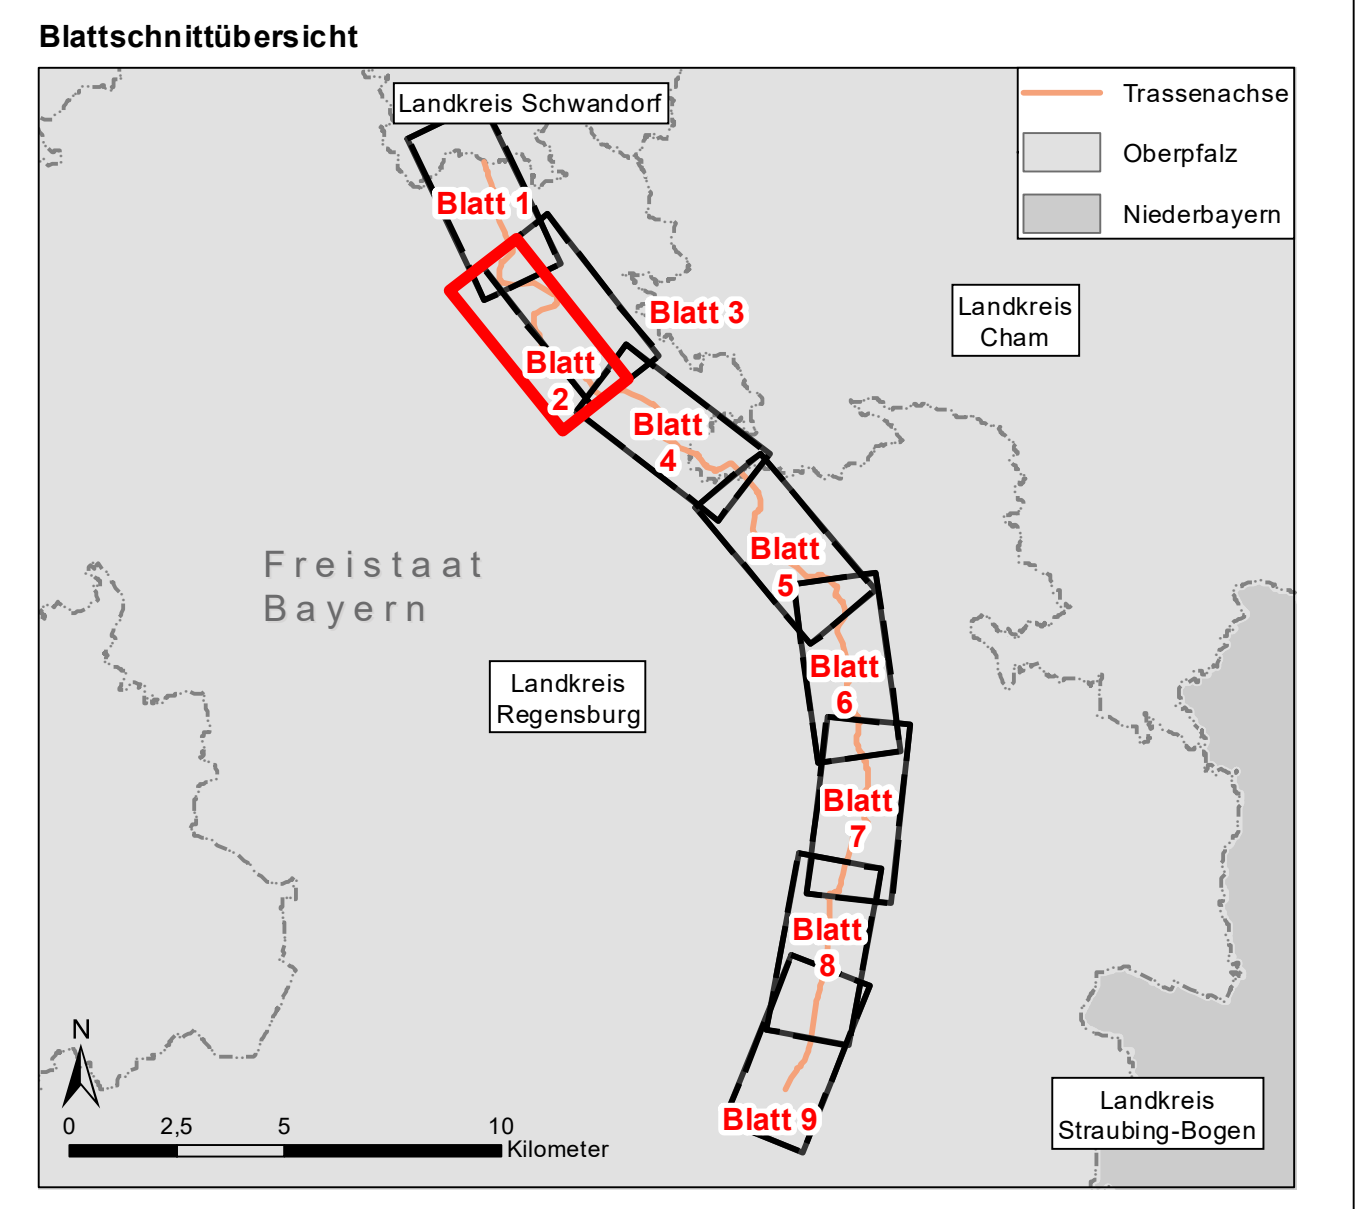 Blattschnittübersicht
Landkreis Schwandorf
Trassenachse
Oberpfalz
Niederbayern
Blatt 1
Landkreis
Cham
Blatt 3
Blatt
2
Blatt
4
Blatt
5
Freistaat
Bayern
Landkreis
Regensburg
Blatt
6
Blatt
7
Blatt
8
Blatt 9
Landkreis
Straubing-Bogen
N
0 2,5 5 10
Kilometer